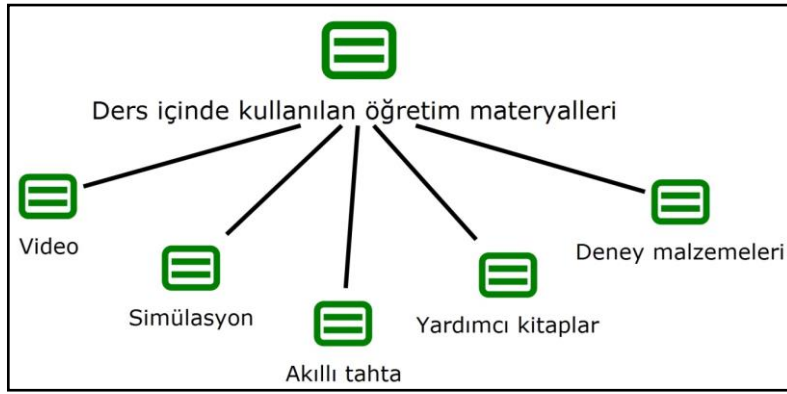 Ders içinde kullanılan öğretim materyalleri
Video
Simülasyon
Akıllı tahta
Yardımcı kitaplar
Deney malzemeleri